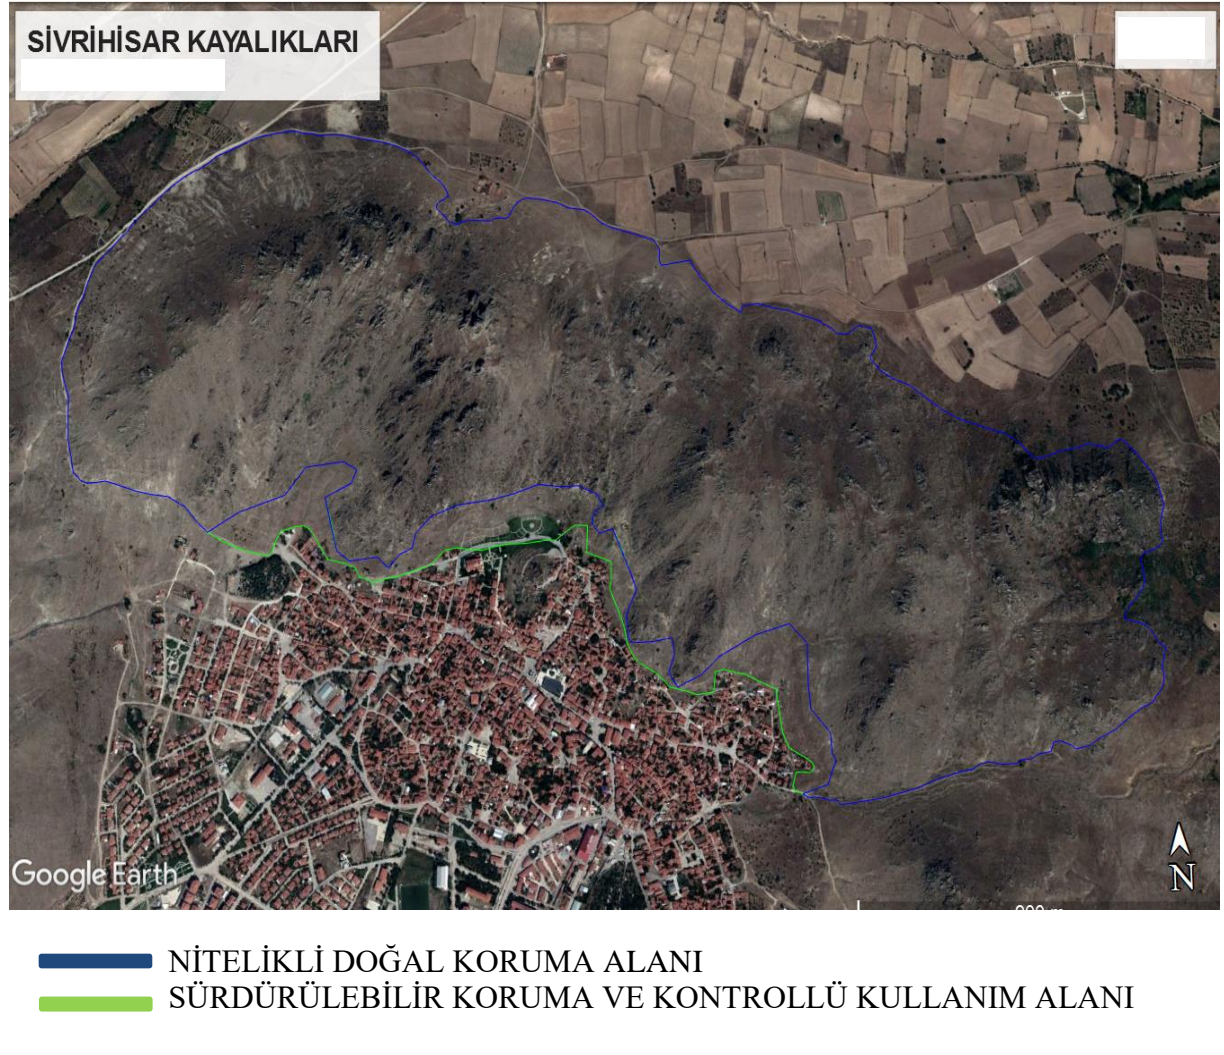 SİVRİHİSAR KAYALIKLARI
Google Earth
N
NİTELİKLİ DOĞAL KORUMA ALANI
SÜRDÜRÜLEBİLİR KORUMA VE KONTROLLÜ KULLANIM ALANI